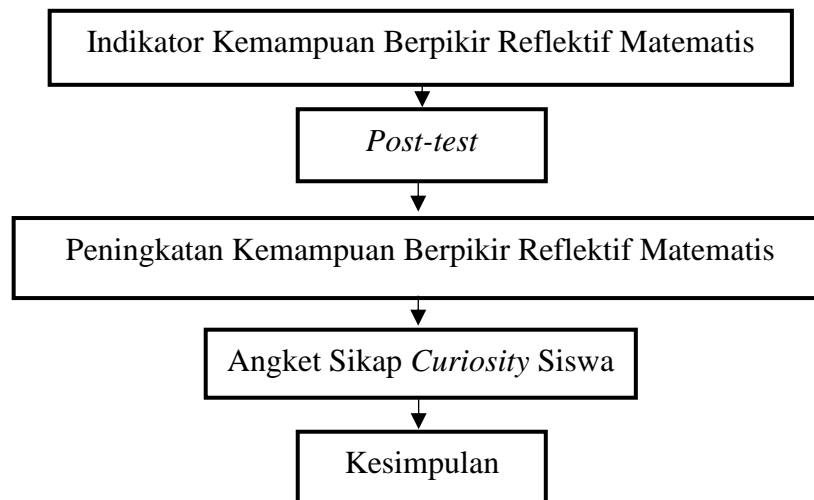 Indikator Kemampuan Berpikir Reflektif Matematis
Post-test
Peningkatan Kemampuan Berpikir Reflektif Matematis
Angket Sikap Curiosity Siswa
Kesimpulan